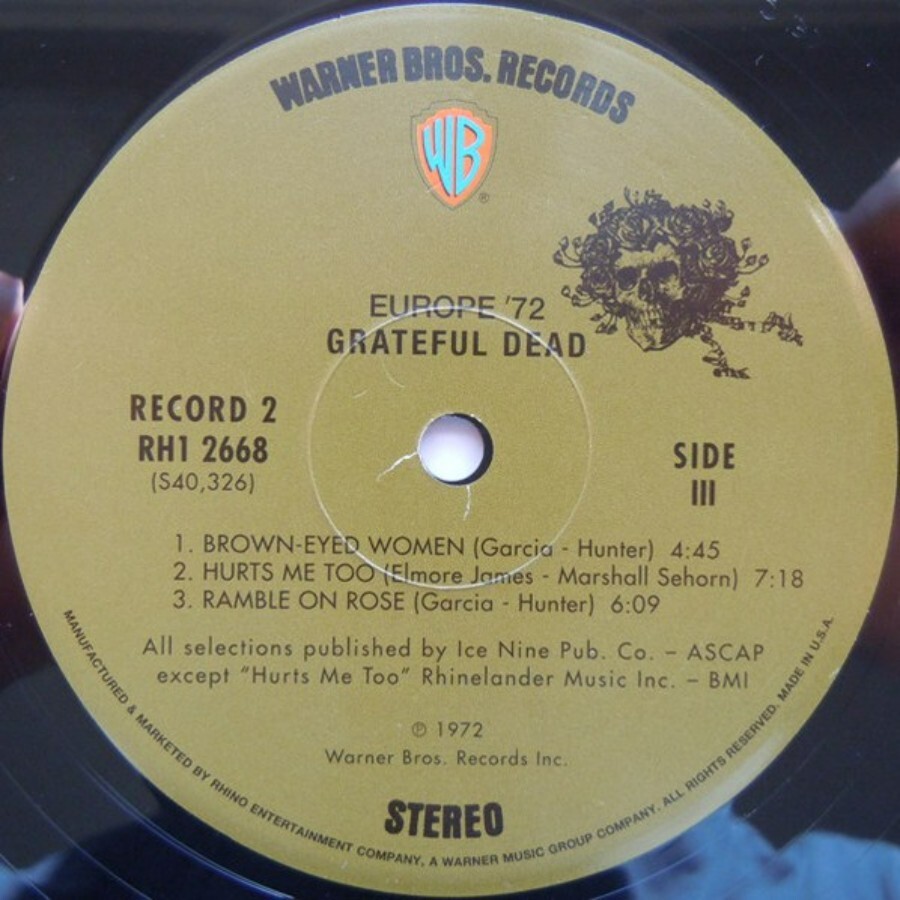 WARNER BROS. RECORDS
WB
®
EUROPE '72
GRATEFUL DEAD
RECORD 2
RH1 2668
(S40,326)
SIDE
III
1. BROWN-EYED WOMEN (Garcia - Hunter) 4:45
2. HURTS ME TOO (Elmore James - Marshall Sehorn) 7:18
3. RAMBLE ON ROSE (Garcia - Hunter) 6:09
All selections published by Ice Nine Pub. Co. – ASCAP
except "Hurts Me Too" Rhinelander Music Inc. – BMI
℗ 1972
Warner Bros. Records Inc.
STEREO
MANUFACTURED & MARKETED BY RHINO ENTERTAINMENT COMPANY, A WARNER MUSIC GROUP COMPANY. ALL RIGHTS RESERVED. MADE IN U.S.A.